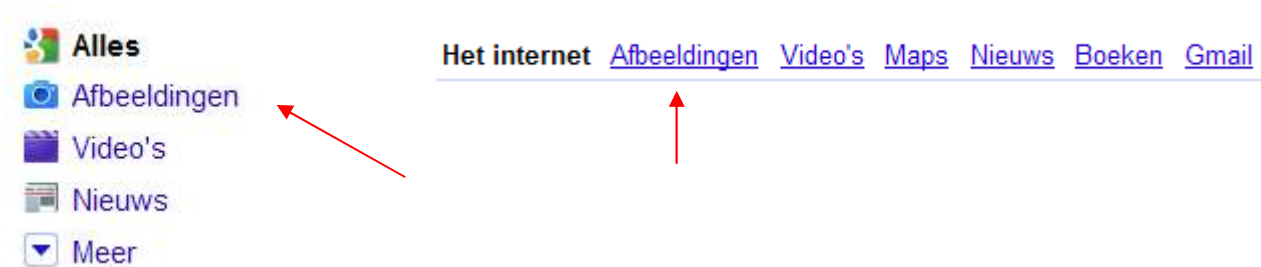 Alles
Afbeeldingen
Video's
Nieuws
Meer
Het internet Afbeeldingen Video's Maps Nieuws Boeken Gmail